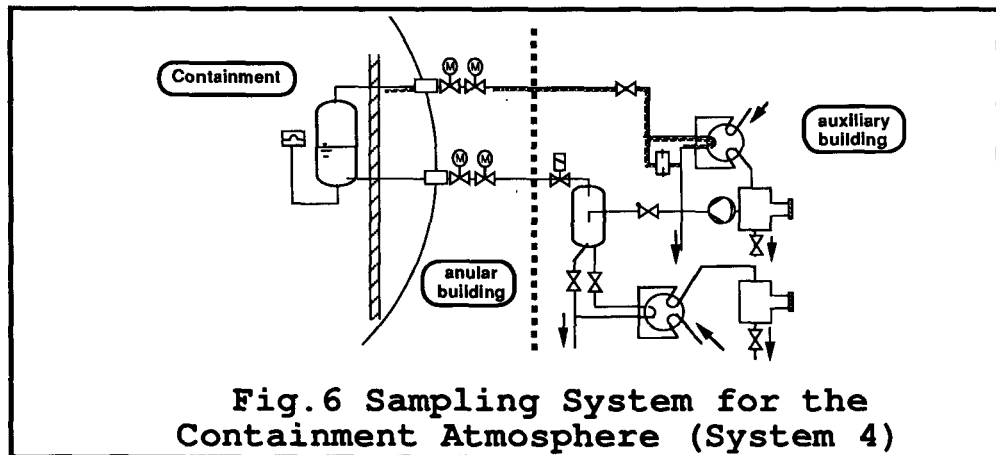 Containment
M M
auxiliary
building
M M
anular
building
Fig.6 Sampling System for the
Containment Atmosphere (System 4)